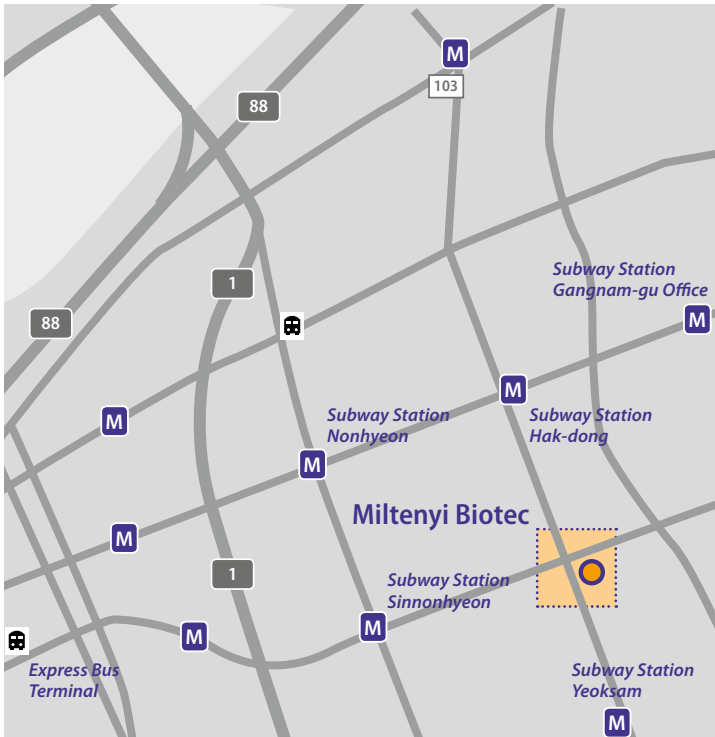 M
103
88
Subway Station
Gangnam-gu Office
1
88
M
M
M
Subway Station
Nonhyeon
Subway Station
Hak-dong
M
Miltenyi Biotec
M
1
Subway Station
Sinnonhyeon
M
M
Express Bus
Terminal
Subway Station
Yeoksam
M